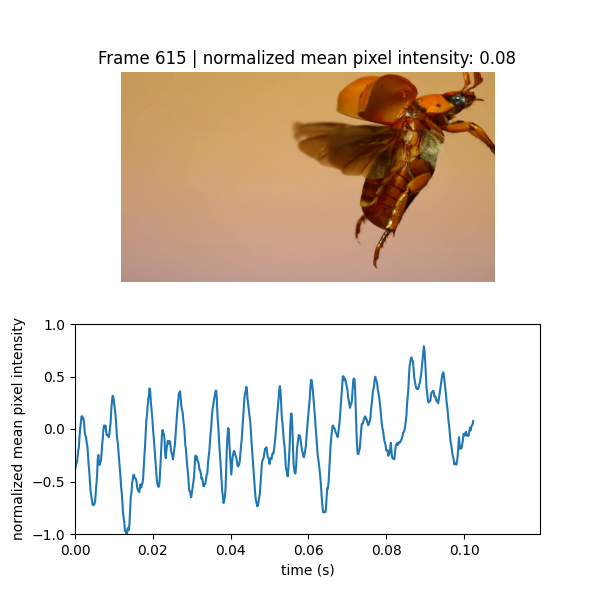 Frame 615 | normalized mean pixel intensity: 0.08
normalized mean pixel intensity
1.0
0.5
0.0
−0.5
−1.0
0.00 0.02 0.04 0.06 0.08 0.10
time (s)